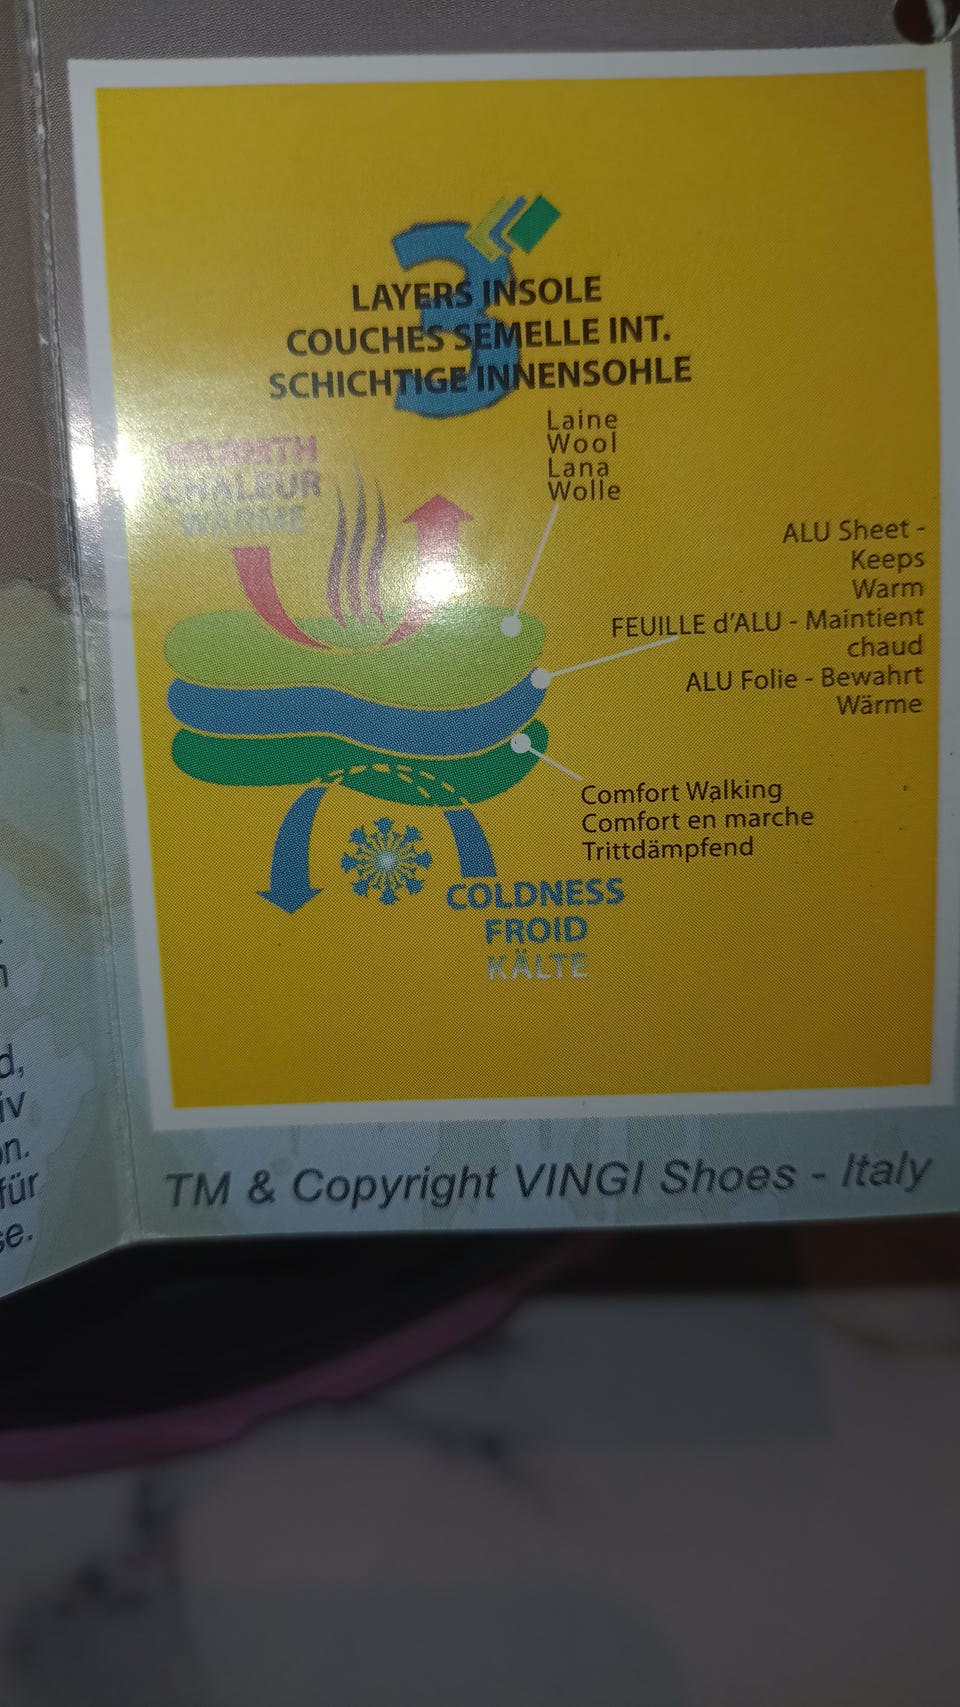 3
LAYERS INSOLE
COUCHES SEMELLE INT.
SCHICHTIGE INNENSOHLE
WARMTH
CHALEUR
WÄRME
Laine
Wool
Lana
Wolle
ALU Sheet -
Keeps
Warm
FEUILLE d'ALU - Maintient
chaud
ALU Folie - Bewahrt
Wärme
Comfort Walking
Comfort en marche
Trittdämpfend
COLDNESS
FROID
KÄLTE
für
TM & Copyright VINGI Shoes - Italy